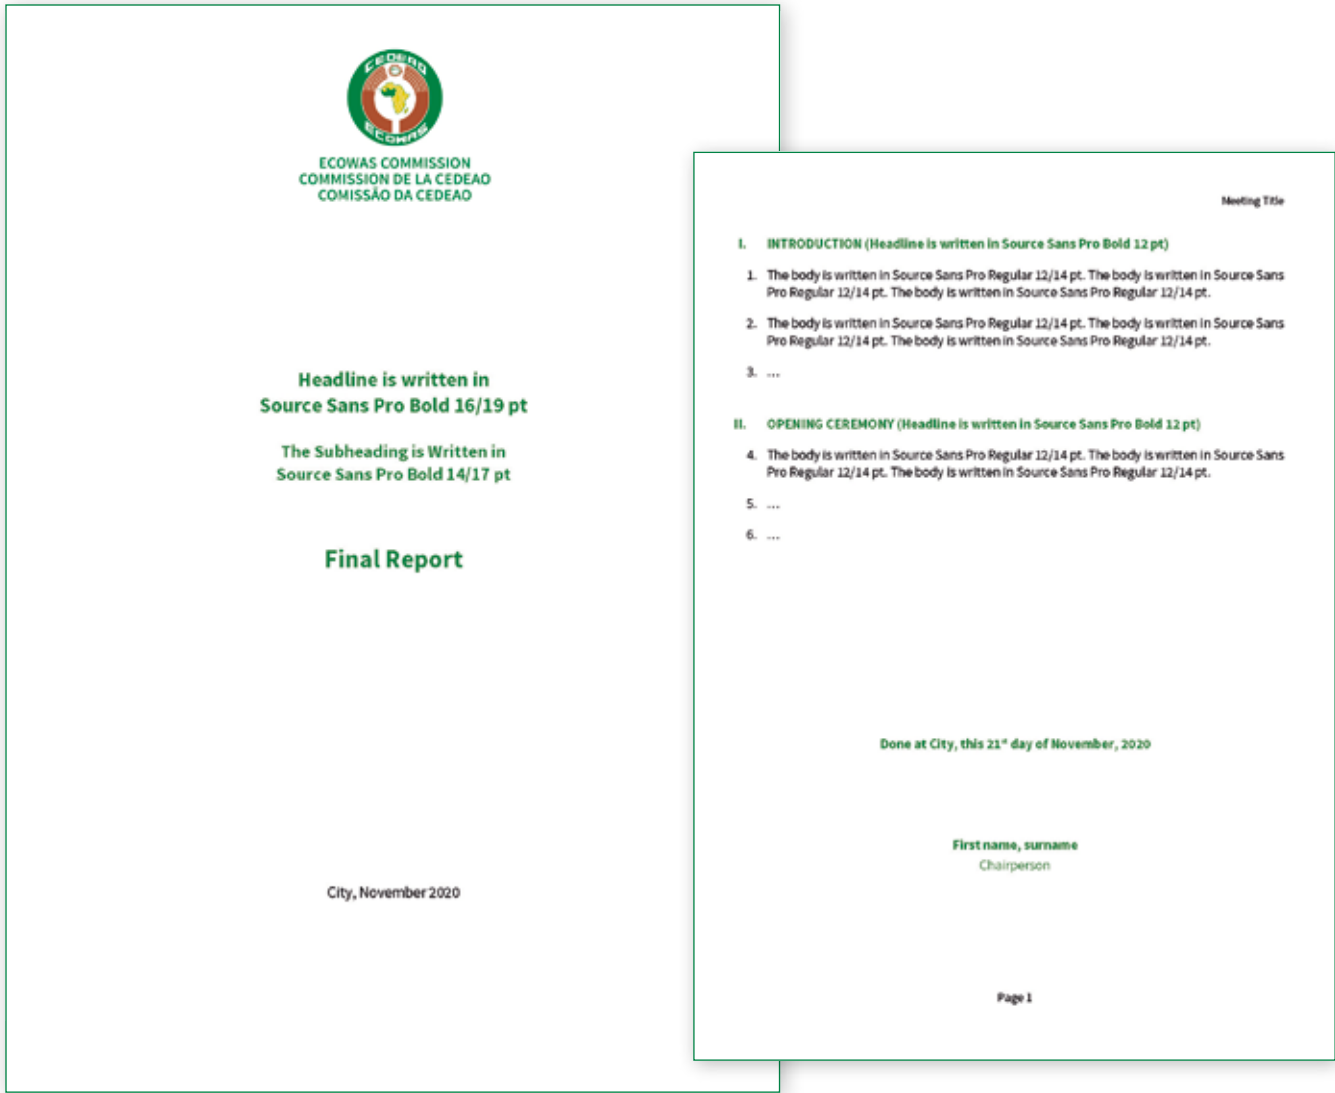 CEDEAO
ECOWAS
ECOWAS COMMISSION
COMMISSION DE LA CEDEAO
COMISSÃO DA CEDEAO
Headline is written in
Source Sans Pro Bold 16/19 pt
The Subheading is Written in
Source Sans Pro Bold 14/17 pt
Final Report
City, November 2020
Meeting Title
I. INTRODUCTION (Headline is written in Source Sans Pro Bold 12 pt)
1. The body is written in Source Sans Pro Regular 12/14 pt. The body is written in Source Sans
Pro Regular 12/14 pt. The body is written in Source Sans Pro Regular 12/14 pt.
2. The body is written in Source Sans Pro Regular 12/14 pt. The body is written in Source Sans
Pro Regular 12/14 pt. The body is written in Source Sans Pro Regular 12/14 pt.
3. ...
II. OPENING CEREMONY (Headline is written in Source Sans Pro Bold 12 pt)
4. The body is written in Source Sans Pro Regular 12/14 pt. The body is written in Source Sans
Pro Regular 12/14 pt. The body is written in Source Sans Pro Regular 12/14 pt.
5. ...
6. ...
Done at City, this 21st day of November, 2020
First name, surname
Chairperson
Page 1